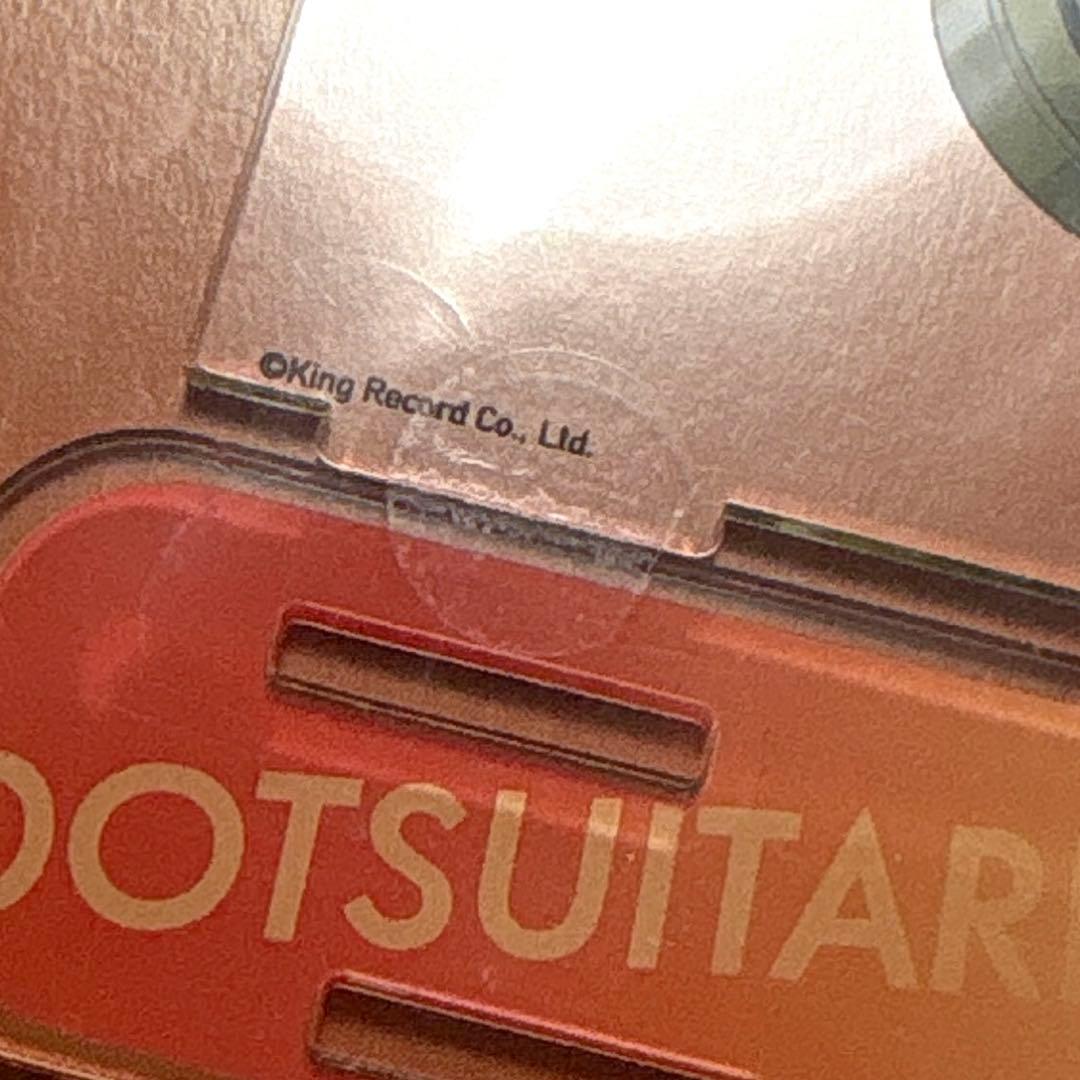 ©King Record Co., Ltd.
OOTSUITAR